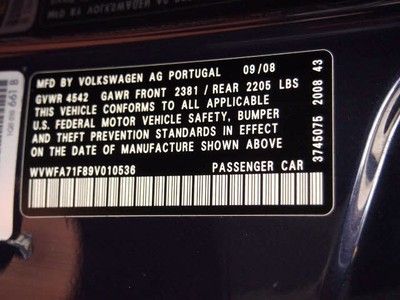 MFD BY VOLKSWAGEN AG PORTUGAL 09/08
GVWR 4542 GAWR FRONT 2381 / REAR 2205 LBS
THIS VEHICLE CONFORMS TO ALL APPLICABLE
U.S. FEDERAL MOTOR VEHICLE SAFETY, BUMPER
AND THEFT PREVENTION STANDARDS IN EFFECT
ON THE DATE OF MANUFACTURE SHOWN ABOVE
WVWFA71F89V010536 PASSENGER CAR
3745075 2008 43